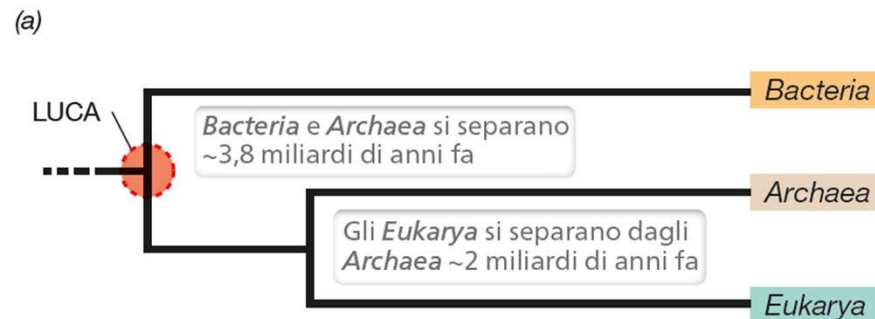 (a)
Bacteria
LUCA
Bacteria e Archaea si separano
~3,8 miliardi di anni fa
Archaea
Gli Eukarya si separano dagli
Archaea ~2 miliardi di anni fa
Eukarya